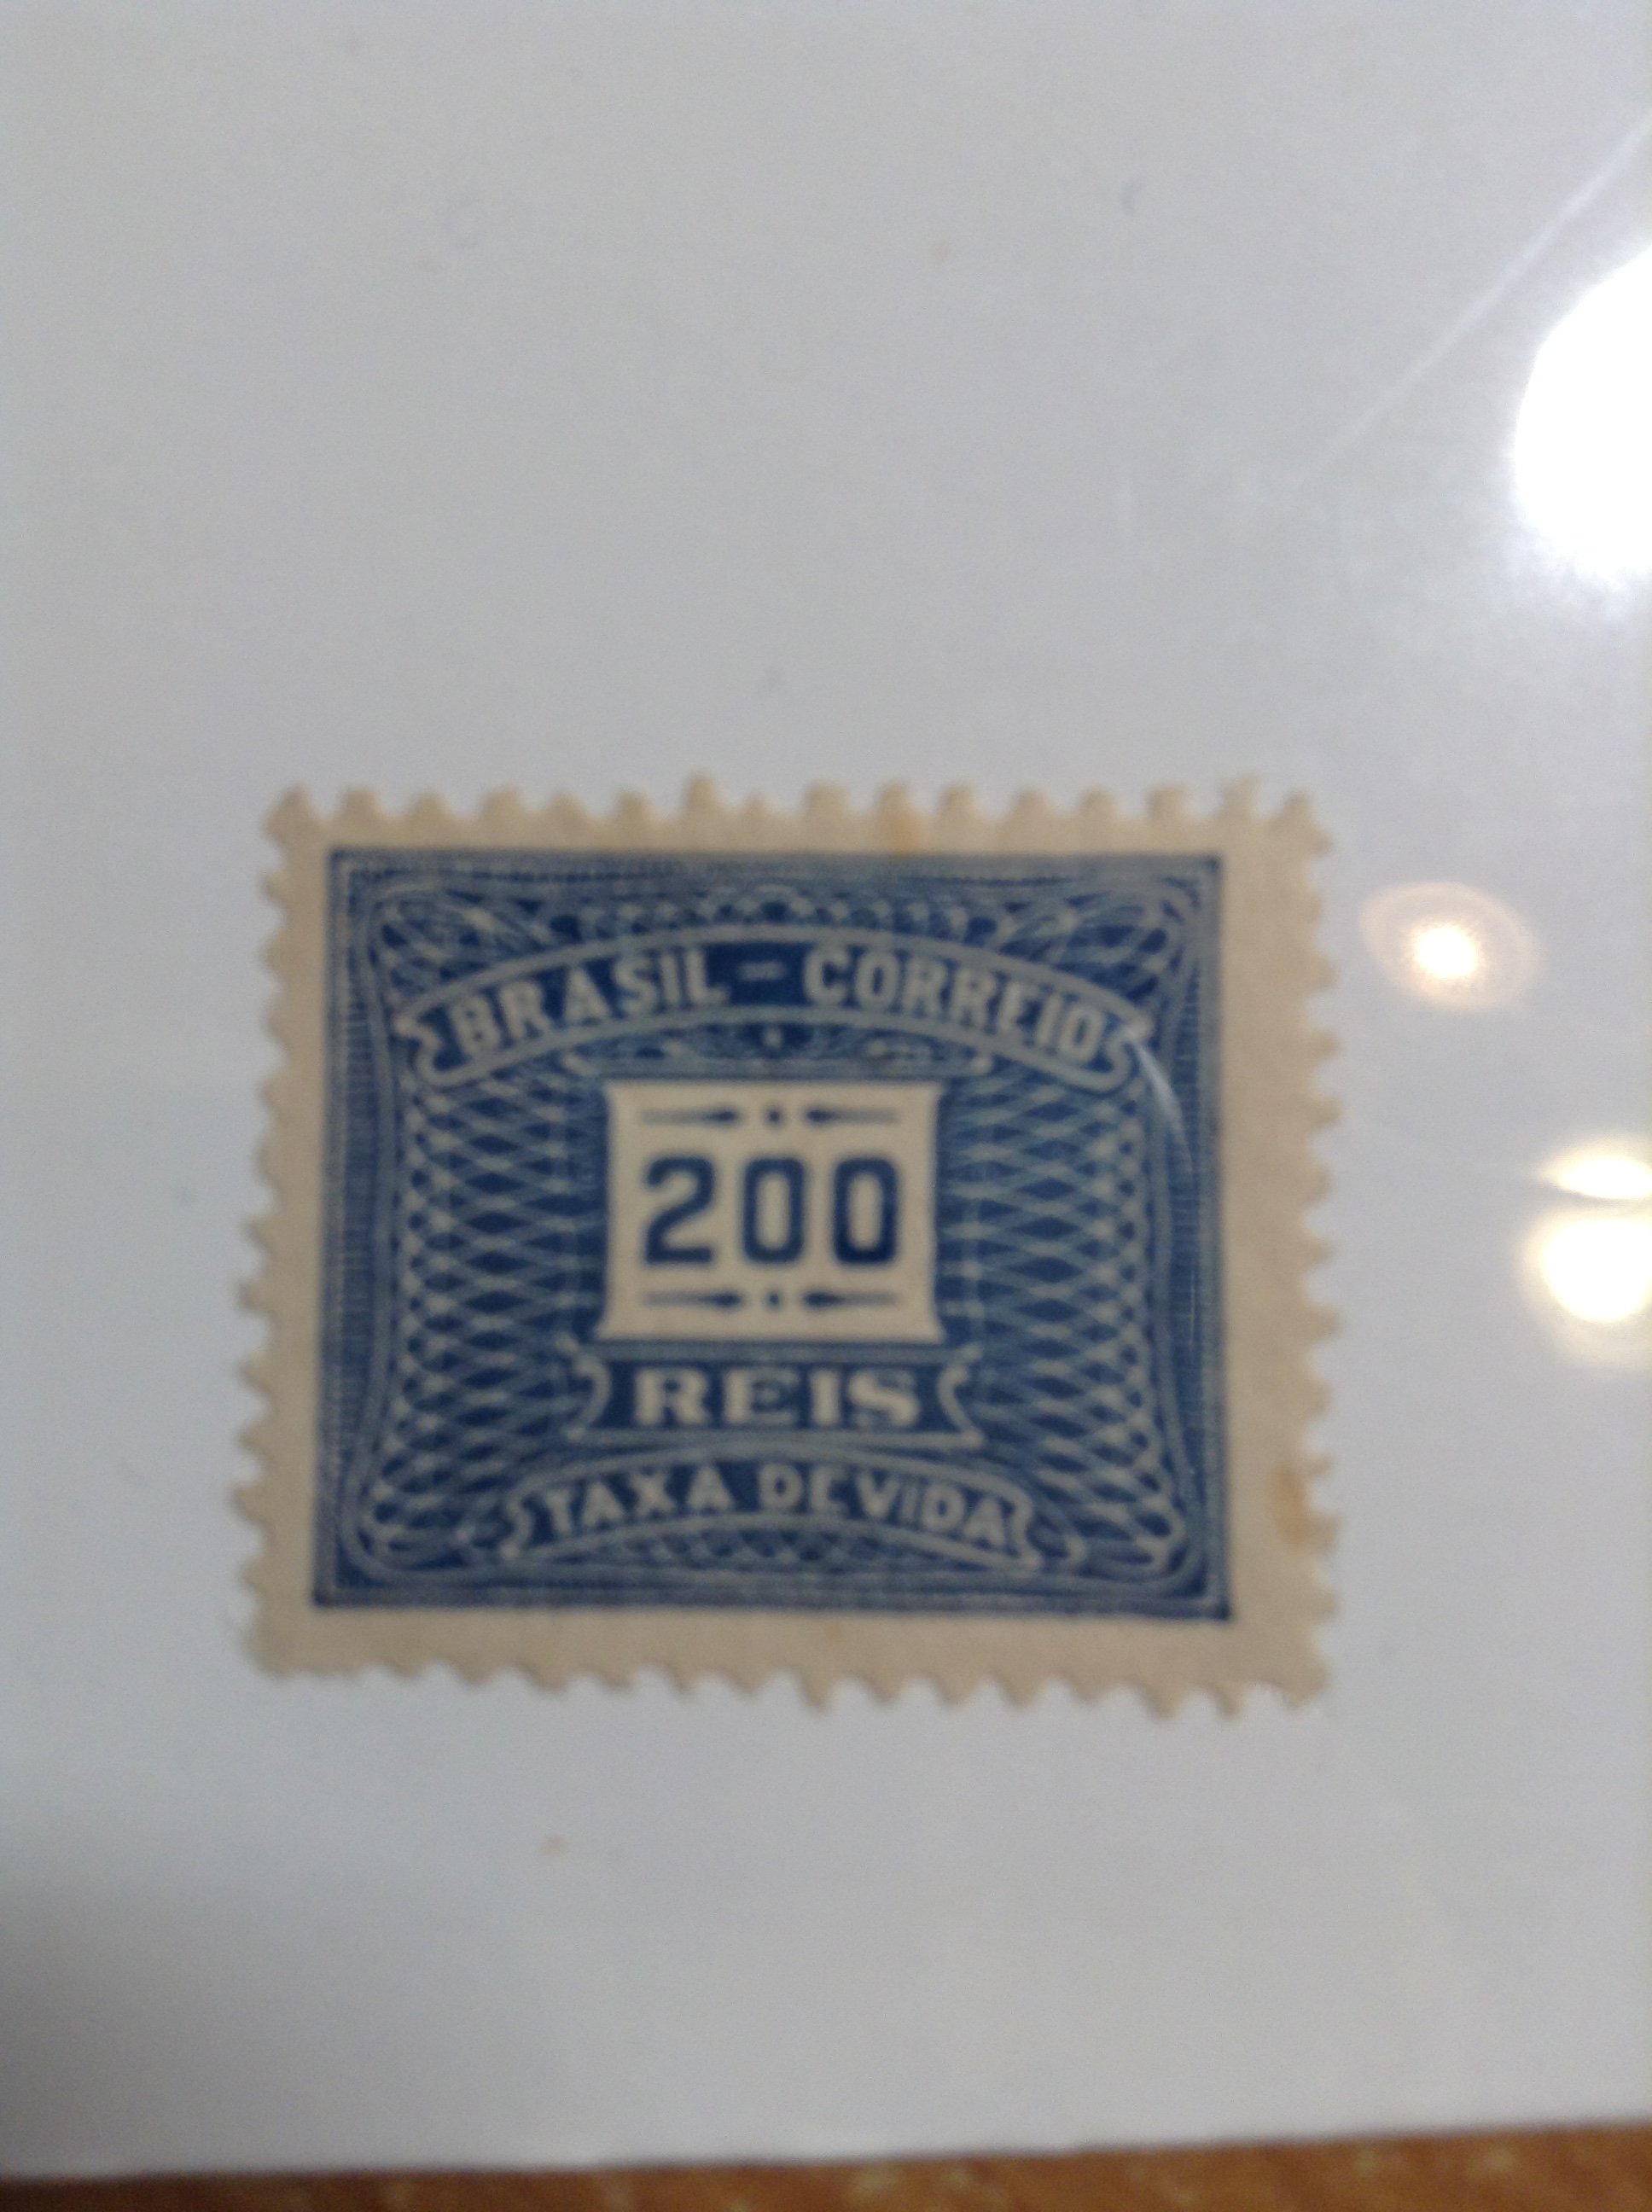 BRASIL - CORREIO
200
REIS
TAXA DEVIDA